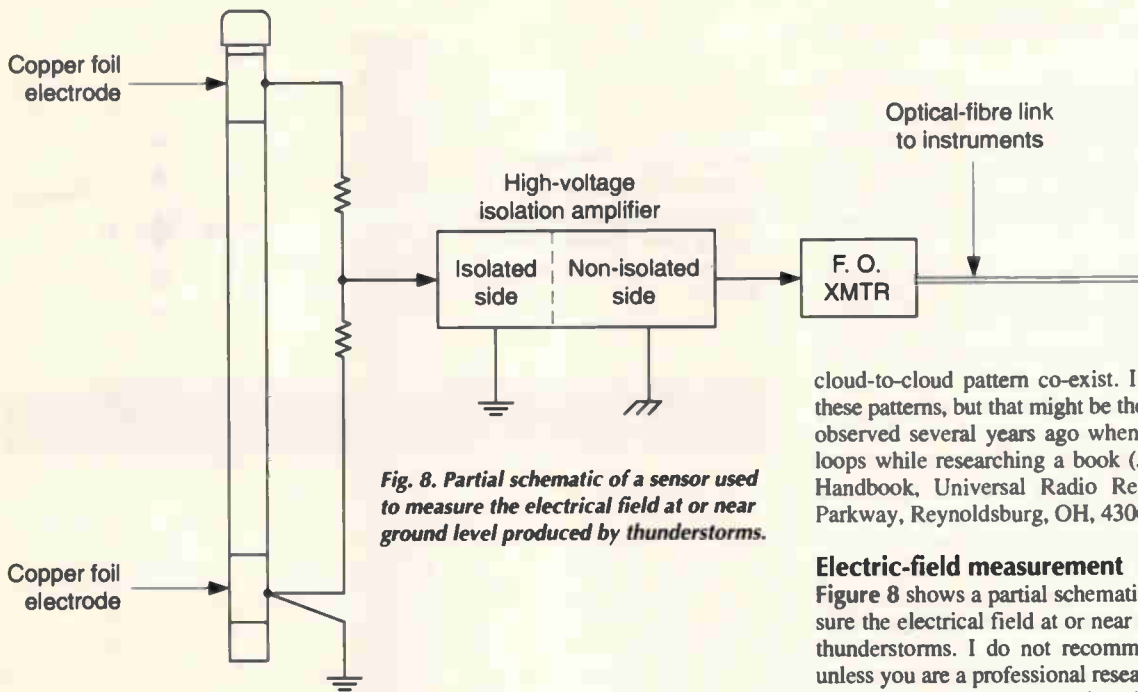 Copper foil
electrode
High-voltage
isolation amplifier
Isolated
side
Non-isolated
side
F. O.
XMTR
Optical-fibre link
to instruments
Copper foil
electrode
Fig. 8. Partial schematic of a sensor used
to measure the electrical field at or near
ground level produced by thunderstorms.
cloud-to-cloud pattern co-exist. I
these patterns, but that might be the
observed several years ago when
loops while researching a book (
Handbook, Universal Radio Re
Parkway, Reynoldsburg, OH, 430
Electric-field measurement
Figure 8 shows a partial schemati
sure the electrical field at or near
thunderstorms. I do not recomm
unless you are a professional resea